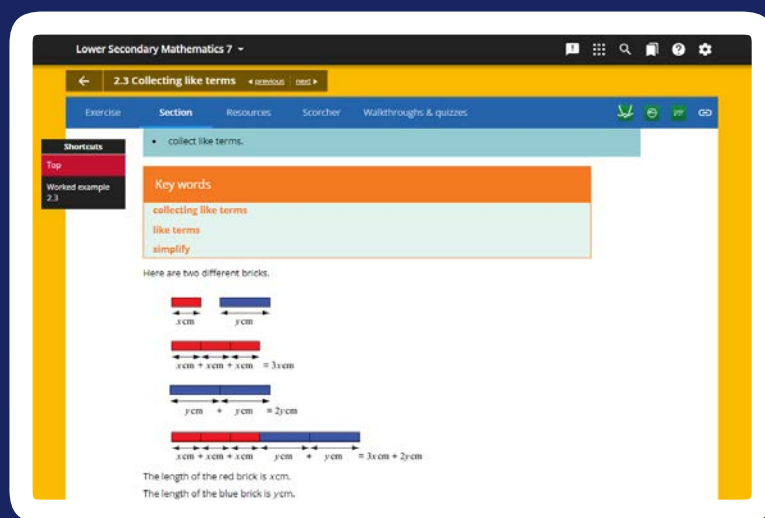 Lower Secondary Mathematics 7
2.3 Collecting like terms previous next
Exercise Section Resources Scorcher Walkthroughs & quizzes
Shortcuts
Top
Worked example
2.3
• collect like terms.
Key words
collecting like terms
like terms
simplify
Here are two different bricks.
x cm y cm
x cm + x cm + x cm = 3x cm
y cm + y cm = 2y cm
x cm + x cm + x cm y cm + y cm = 3x cm + 2y cm
The length of the red brick is x cm.
The length of the blue brick is y cm.